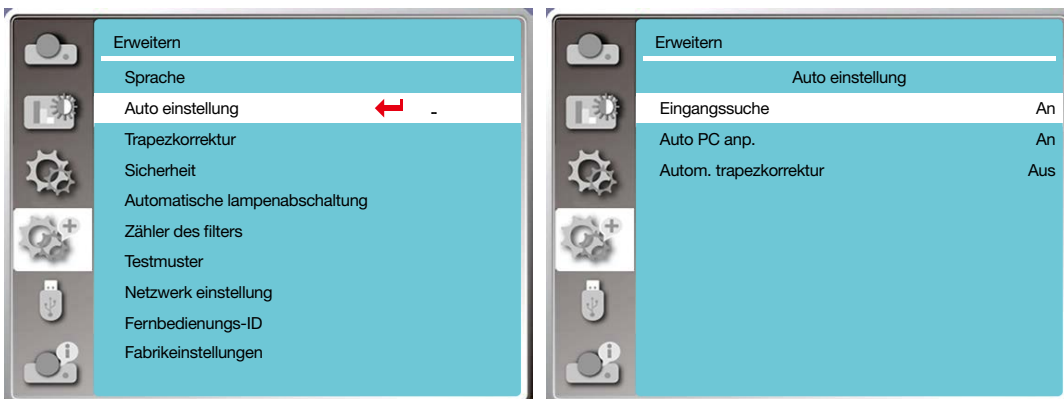 Erweitern
Sprache
Auto einstellung -
Trapezkorrektur
Sicherheit
Automatische lampenabschaltung
Zähler des filters
Testmuster
Netzwerk einstellung
Fernbedienungs-ID
Fabrikeinstellungen
Erweitern
Auto einstellung
Eingangssuche An
Auto PC anp. An
Autom. trapezkorrektur Aus